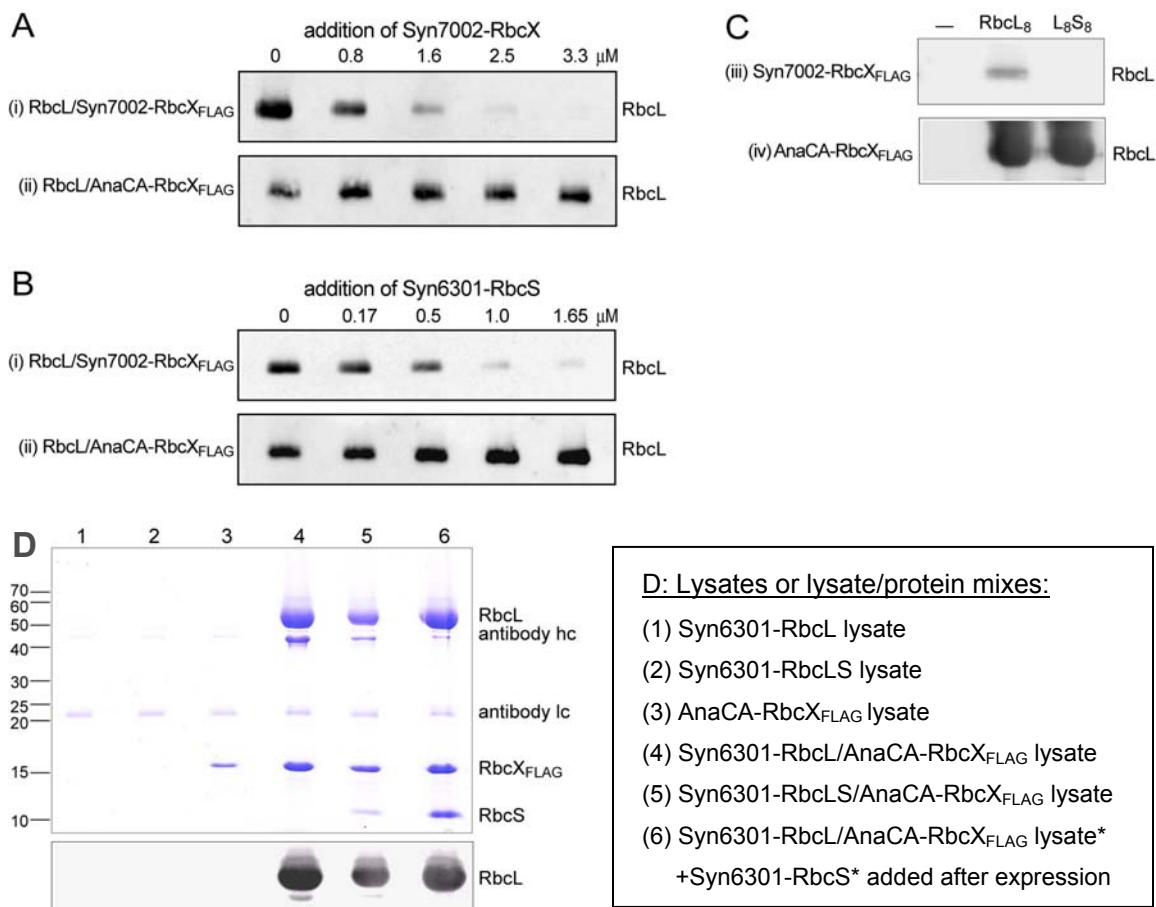 A
addition of Syn7002-RbcX
0 0.8 1.6 2.5 3.3 μM
(i) RbcL/Syn7002-RbcXFLAG RbcL
(ii) RbcL/AnaCA-RbcXFLAG RbcL
B
addition of Syn6301-RbcS
0 0.17 0.5 1.0 1.65 μM
(i) RbcL/Syn7002-RbcXFLAG RbcL
(ii) RbcL/AnaCA-RbcXFLAG RbcL
C
— RbcL8 L8S8
(iii) Syn7002-RbcXFLAG RbcL
(iv) AnaCA-RbcXFLAG RbcL
D
1 2 3 4 5 6
70
60
50
40
30
25
20
15
10
RbcL
antibody hc
antibody lc
RbcXFLAG
RbcS
RbcL
D: Lysates or lysate/protein mixes:
(1) Syn6301-RbcL lysate
(2) Syn6301-RbcLS lysate
(3) AnaCA-RbcXFLAG lysate
(4) Syn6301-RbcL/AnaCA-RbcXFLAG lysate
(5) Syn6301-RbcLS/AnaCA-RbcXFLAG lysate
(6) Syn6301-RbcL/AnaCA-RbcXFLAG lysate*
+Syn6301-RbcS* added after expression